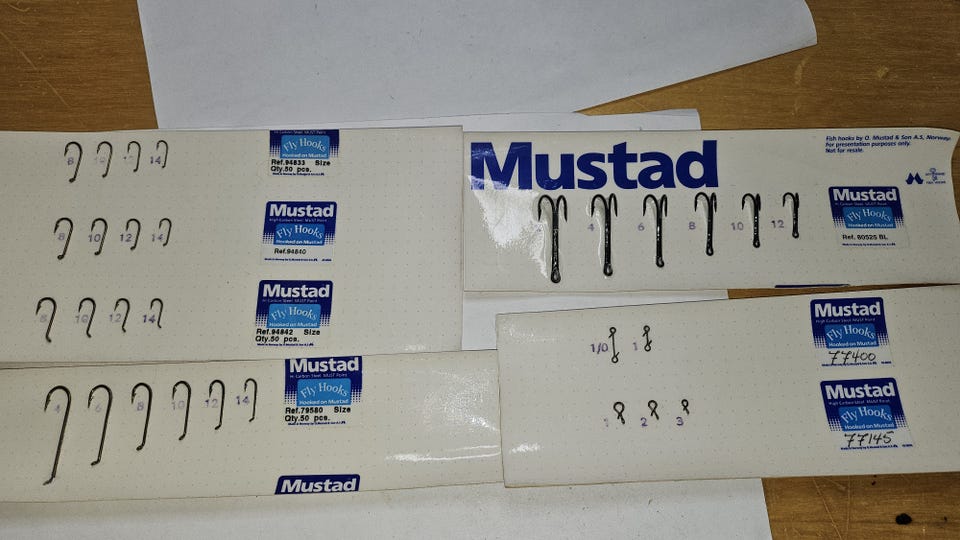 8 10 12 14
Fly Hooks
Hooked on Mustad
Ref.94833 Size
Qty.50 pcs.
8 10 12 14
Mustad
High Carbon Steel
Fly Hooks
Hooked on Mustad
Ref.94840
8 10 12 14
Mustad
Fly Hooks
Hooked on Mustad
Ref.94842 Size
Qty.50 pcs.
4 6 8 10 12 14
Mustad
Fly Hooks
Hooked on Mustad
Ref.79580 Size
Qty.50 pcs.
Mustad
Mustad
Fish hooks by O. Mustad & Son A.S, Norway.
For presentation purposes only.
Not for resale.
4 6 8 10 12
Mustad
Fly Hooks
Hooked on Mustad
Ref. 80525 BL
1/0 1
Mustad
Fly Hooks
Hooked on Mustad
77400
1 2 3
Mustad
Fly Hooks
Hooked on Mustad
77145